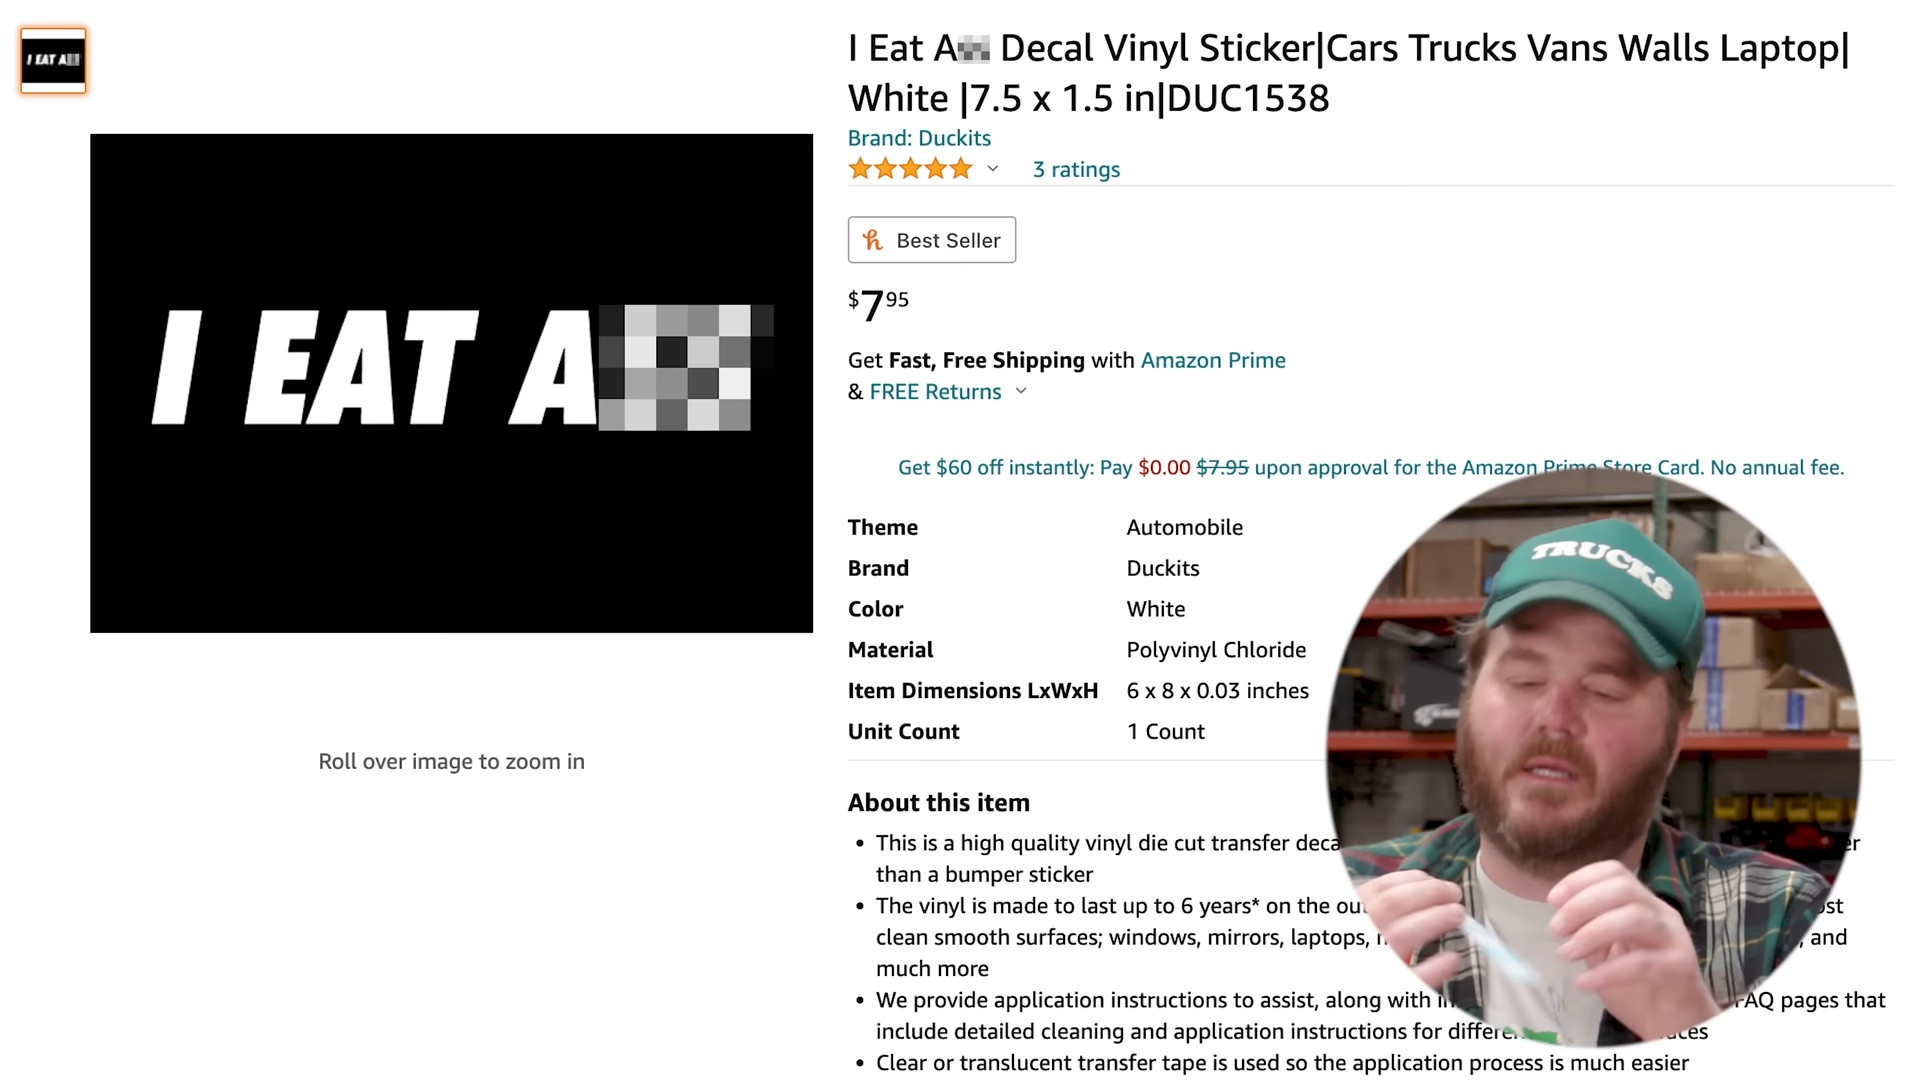 I EAT A
I Eat A Decal Vinyl Sticker|Cars Trucks Vans Walls Laptop|
White |7.5 x 1.5 in|DUC1538
Brand: Duckits
3 ratings
Best Seller
$7.95
Get Fast, Free Shipping with Amazon Prime
& FREE Returns
I EAT A
Get $60 off instantly: Pay $0.00 $7.95 upon approval for the Amazon Prime Store Card. No annual fee.
Theme Automobile
Brand Duckits
Color White
Material Polyvinyl Chloride
Item Dimensions LxWxH 6 x 8 x 0.03 inches
Unit Count 1 Count
TRUCKS
Roll over image to zoom in
About this item
• This is a high quality vinyl die cut transfer
than a bumper sticker
• The vinyl is made to last up to 6 years* on the
clean smooth surfaces; windows, mirrors, laptops, and
much more
• We provide application instructions to assist, along with FAQ pages that
include detailed cleaning and application instructions for
• Clear or translucent transfer tape is used so the application process is much easier